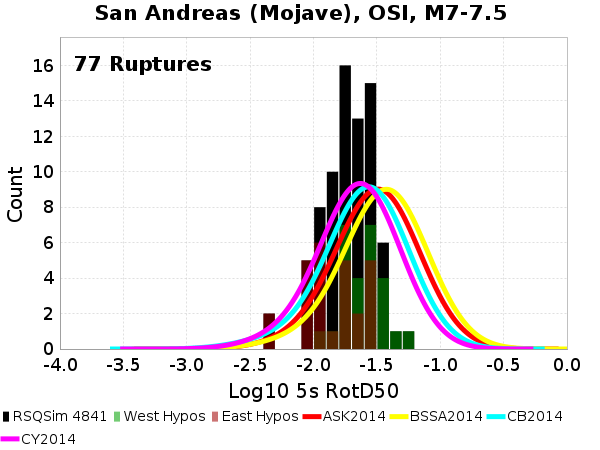 San Andreas (Mojave), OSI, M7-7.5
77 Ruptures
Count
16
14
12
10
8
6
4
2
0
-4.0 -3.5 -3.0 -2.5 -2.0 -1.5 -1.0 -0.5 0.0
Log10 5s RotD50
RSQSim 4841 West Hypos East Hypos ASK2014 BSSA2014 CB2014
CY2014